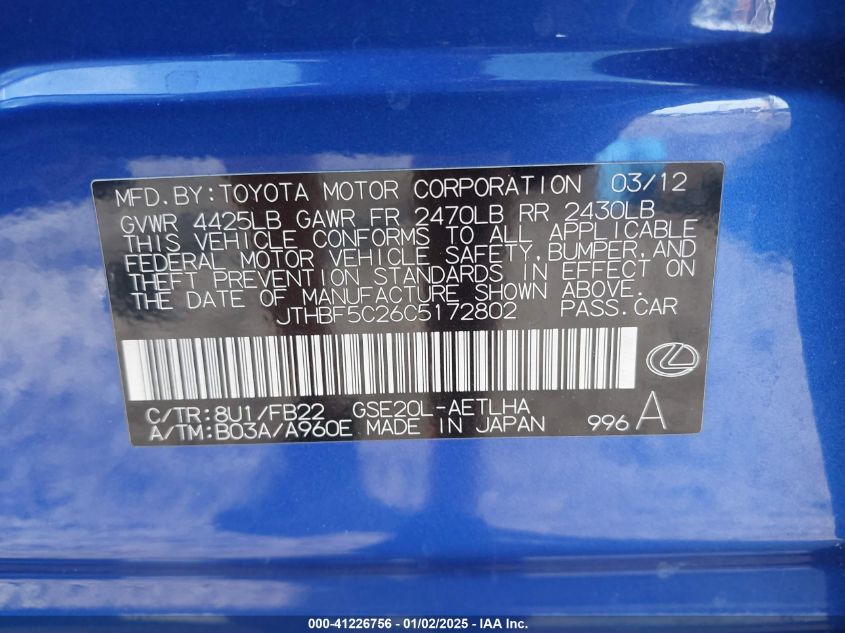 MFD.BY:TOYOTA MOTOR CORPORATION 03/12
GVWR 4425LB GAWR FR 2470LB RR 2430LB
THIS VEHICLE CONFORMS TO ALL APPLICABLE
FEDERAL MOTOR VEHICLE SAFETY,BUMPER,AND
THEFT PREVENTION STANDARDS IN EFFECT ON
THE DATE OF MANUFACTURE SHOWN ABOVE.
JTHBF5C26C5172802 PASS.CAR
C/TR:8U1/FB22 GSE20L-AETLHA
A/TM:B03A/A960E MADE IN JAPAN 996 A
000-41226756 - 01/02/2025 - IAA Inc.